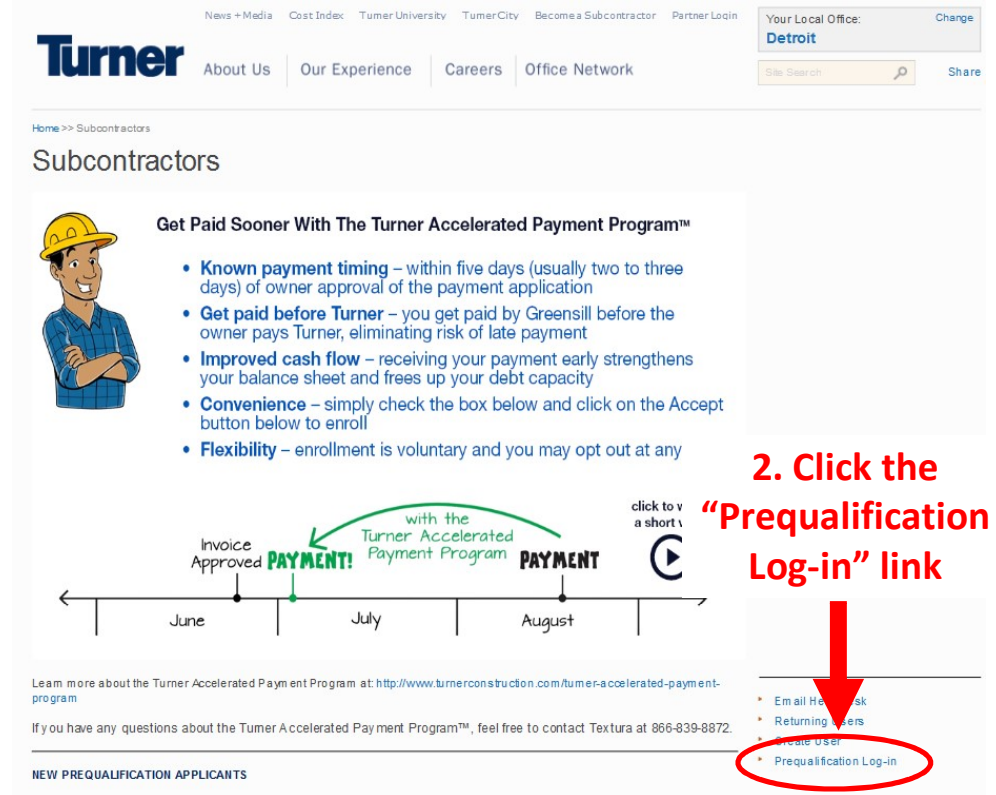 News + Media Cost Index Turner University Turner City Become a Subcontractor Partner Login
Your Local Office: Change
Detroit
Turner
About Us Our Experience Careers Office Network
Site Search Share
Home >> Subcontractors
Subcontractors
Get Paid Sooner With The Turner Accelerated Payment Program™
• Known payment timing – within five days (usually two to three
days) of owner approval of the payment application
• Get paid before Turner – you get paid by Greensill before the
owner pays Turner, eliminating risk of late payment
• Improved cash flow – receiving your payment early strengthens
your balance sheet and frees up your debt capacity
• Convenience – simply check the box below and click on the Accept
button below to enroll
• Flexibility – enrollment is voluntary and you may opt out at any
2. Click the
“Prequalification
Log-in” link
click to
a short
with the
Turner Accelerated
Payment Program
Invoice
Approved PAYMENT!
PAYMENT
June July August
Learn more about the Turner Accelerated Payment Program at: http://www.turnerconstruction.com/turner-accelerated-payment-
program
If you have any questions about the Turner Accelerated Payment Program™, feel free to contact Textura at 866-839-8872.
Email
Returning Users
Create User
Prequalification Log-in
NEW PREQUALIFICATION APPLICANTS